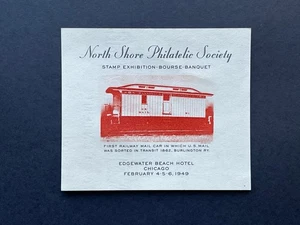 North Shore Philatelic Society
STAMP EXHIBITION·BOURSE·BANQUET
FIRST RAILWAY MAIL CAR IN WHICH U.S. MAIL
WAS SORTED IN TRANSIT 1862, BURLINGTON RY.
EDGEWATER BEACH HOTEL
CHICAGO
FEBRUARY 4-5-6, 1949